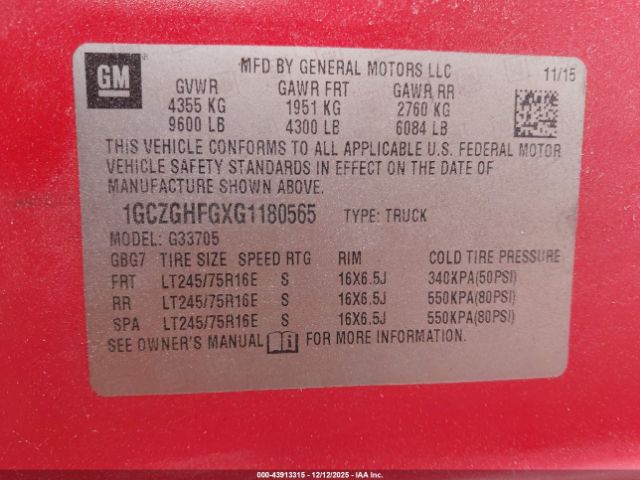 GM
MFD BY GENERAL MOTORS LLC 11/15
GVWR GAWR FRT GAWR RR
4355 KG 1951 KG 2760 KG
9600 LB 4300 LB 6084 LB
THIS VEHICLE CONFORMS TO ALL APPLICABLE U.S. FEDERAL MOTOR
VEHICLE SAFETY STANDARDS IN EFFECT ON THE DATE OF
MANUFACTURE SHOWN ABOVE.
1GCZGHFGXG1180565 TYPE: TRUCK
MODEL: G33705
GBG7 TIRE SIZE SPEED RTG RIM COLD TIRE PRESSURE
FRT LT245/75R16E S 16X6.5J 340KPA(50PSI)
RR LT245/75R16E S 16X6.5J 550KPA(80PSI)
SPA LT245/75R16E S 16X6.5J 550KPA(80PSI)
SEE OWNER'S MANUAL FOR MORE INFORMATION.
000-43913315 - 12/12/2025 - IAAI.COM